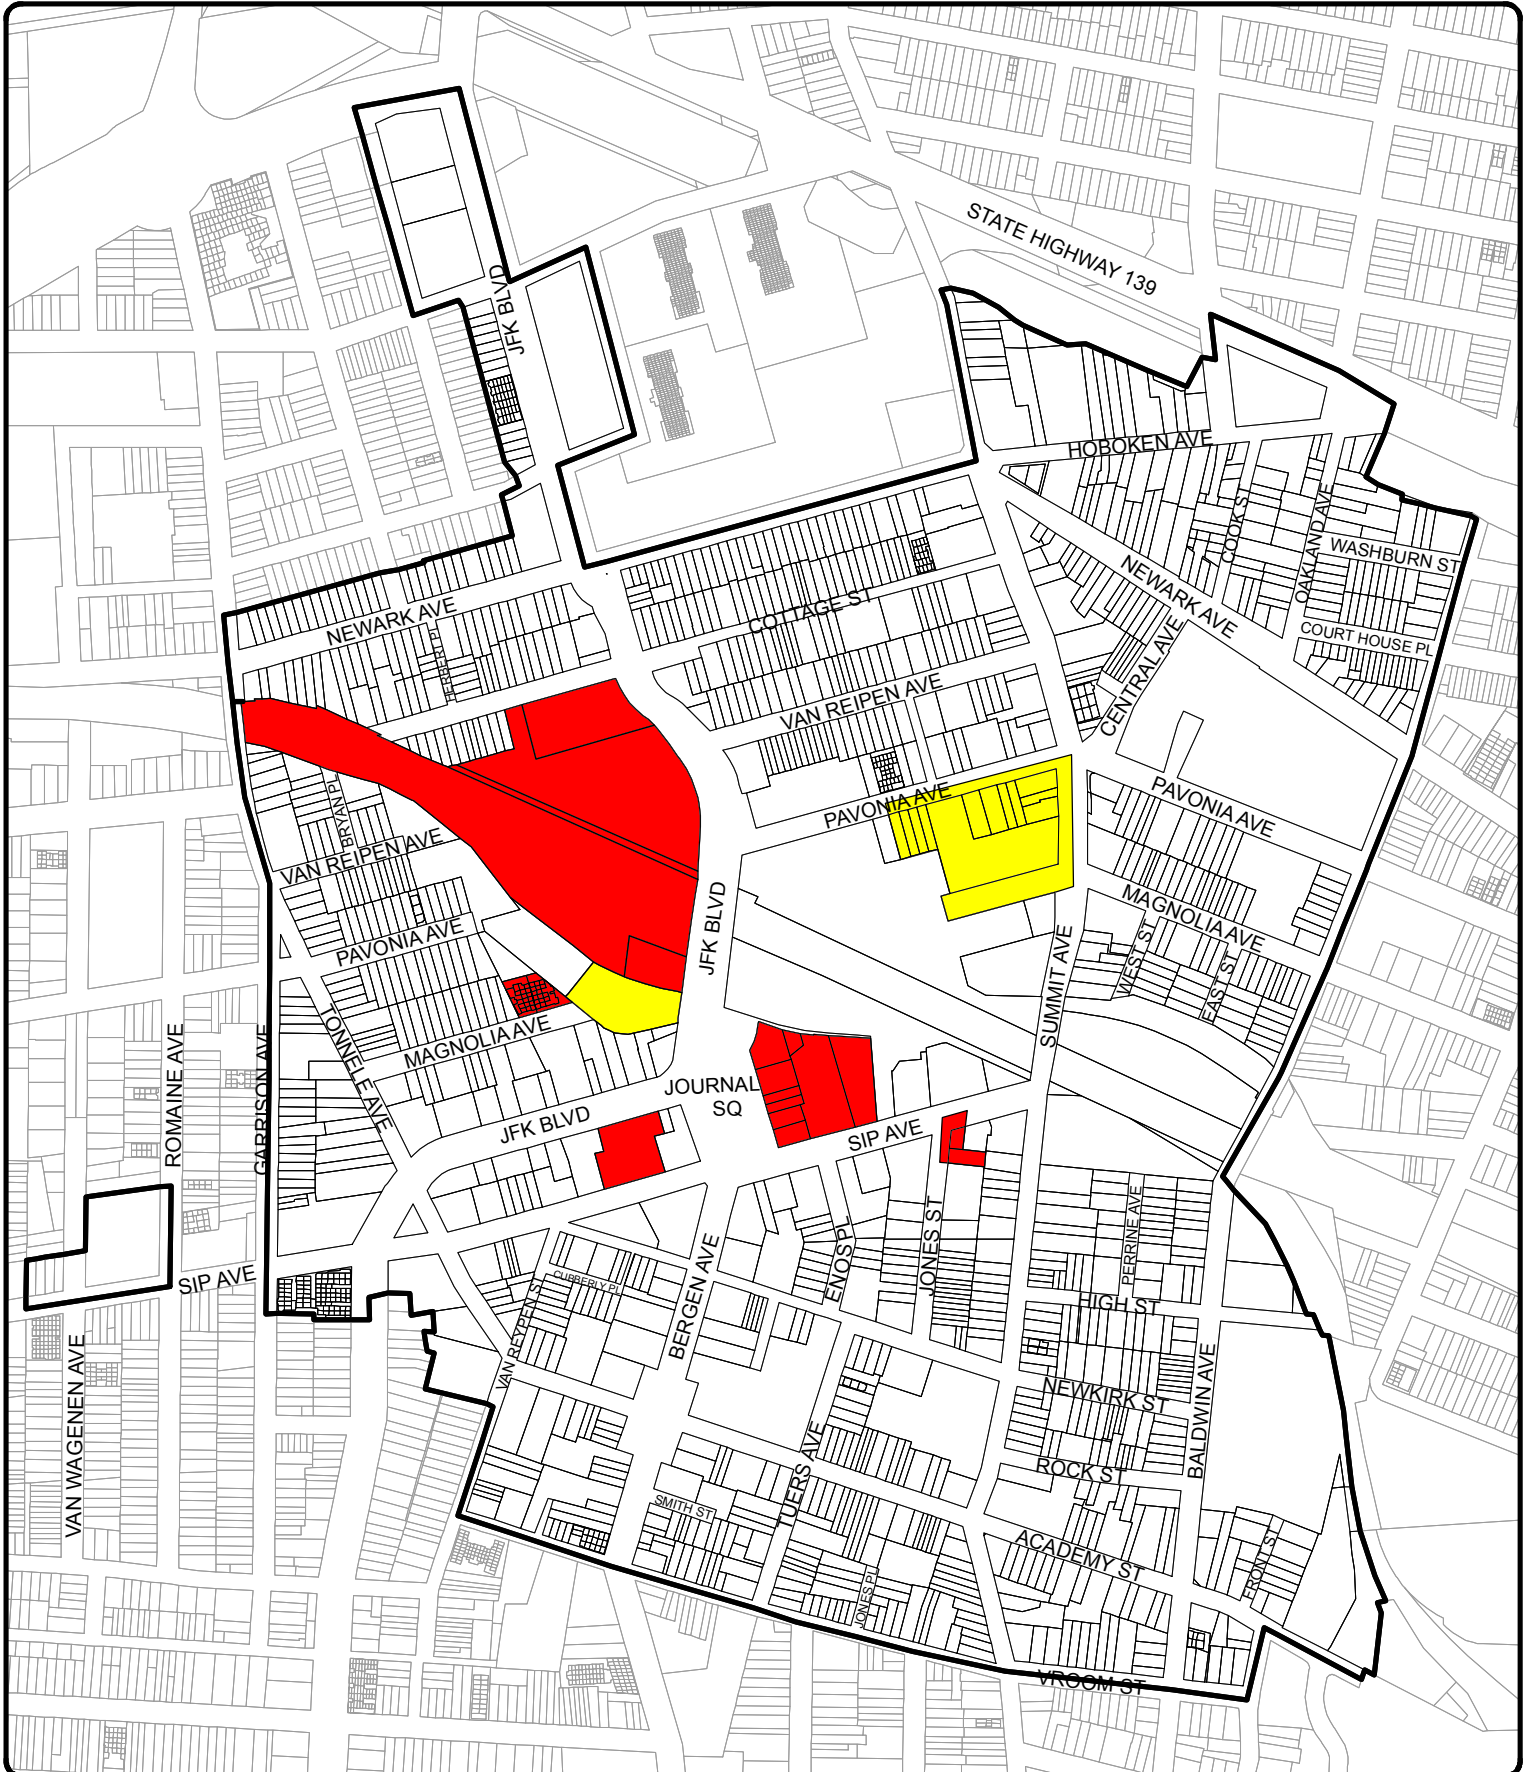 STATE HIGHWAY 139
JFK BLVD
HOBOKEN AVE
COOK S
OAKLAND AVE
WASHBURN ST
NEWARK AVE
COURT HOUSE PL
COTTAGE ST
NEWARK AVE
HERBERT PL
CENTRAL AVE
VAN REIPEN AVE
PAVONIA AVE
PAVONIA AVE
BRYAN PL
VAN REIPEN AVE
JFK BLVD
MAGNOLIA AVE
PAVONIA AVE
WEST ST
EAST ST
SUMMIT AVE
TONNELE AVE
MAGNOLIA AVE
ROMAINE AVE
GARRISON AVE
JOURNAL
SQ
JFK BLVD
SIP AVE
JONES ST
PERRINE AVE
ENOS PL
SIP AVE
CUBBERLY PL
BERGEN AVE
HIGH ST
VAN REYPEN S
VAN WAGENEN AVE
NEWKIRK ST
BALDWIN AVE
ROCK ST
TUERS AVE
SMITH ST
ACADEMY ST
FRONT ST
JONES PL
VROOM ST